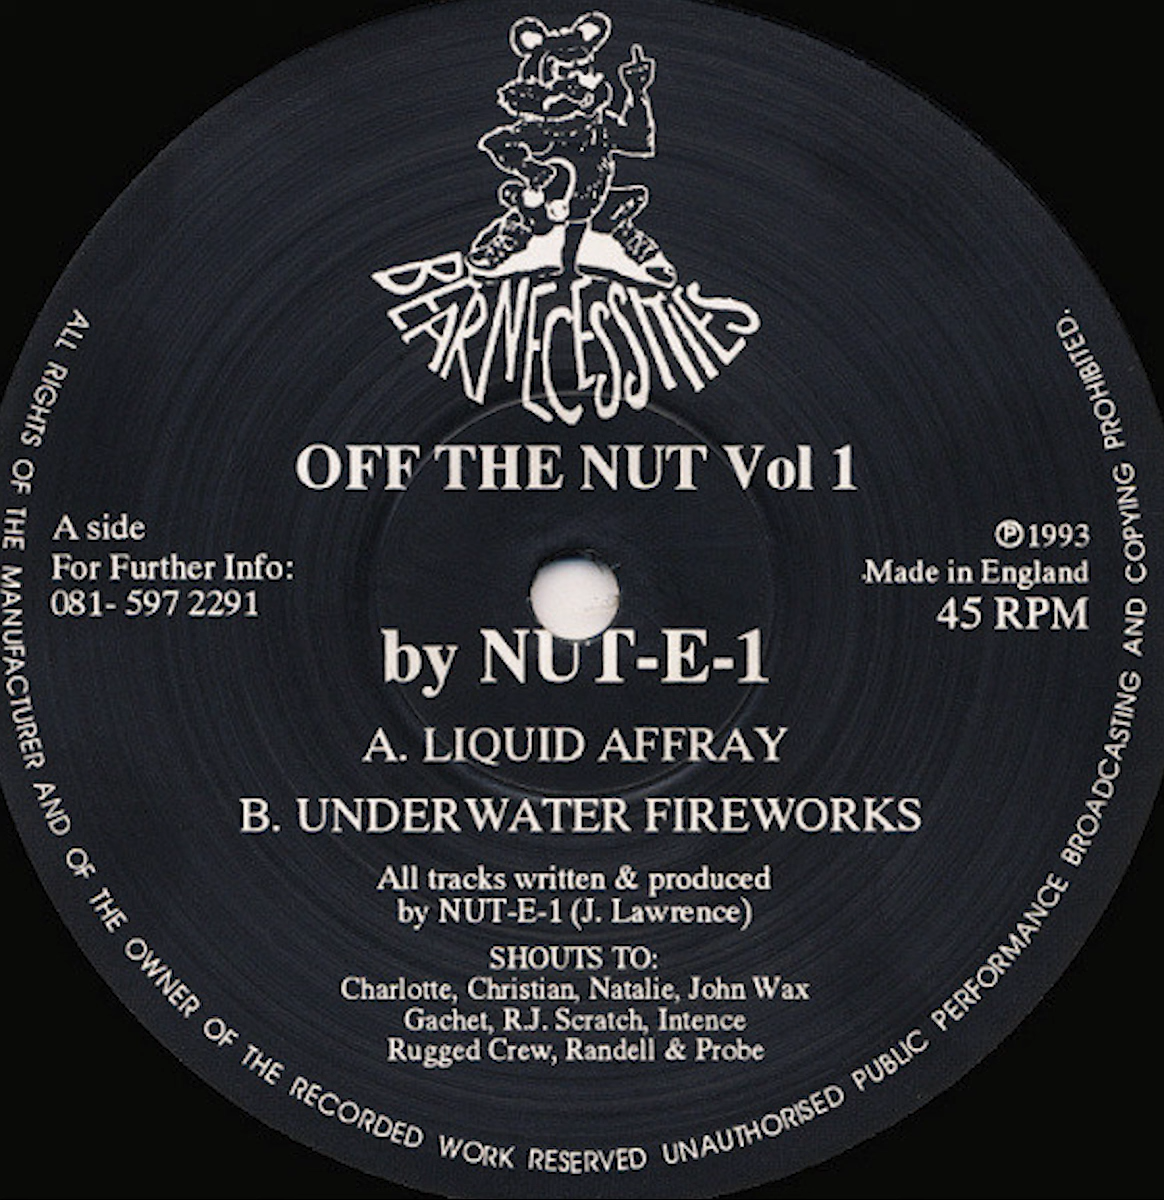 BEAR NECESSITIES
OFF THE NUT Vol 1
A side
For Further Info:
081- 597 2291
℗1993
Made in England
45 RPM
by NUT-E-1
A. LIQUID AFFRAY
B. UNDERWATER FIREWORKS
All tracks written & produced
by NUT-E-1 (J. Lawrence)
SHOUTS TO:
Charlotte, Christian, Natalie, John Wax
Gachet, R.J. Scratch, Intence
Rugged Crew, Randell & Probe
ALL RIGHTS OF THE MANUFACTURER AND OF THE OWNER OF THE RECORDED WORK RESERVED UNAUTHORISED PUBLIC PERFORMANCE BROADCASTING AND COPYING PROHIBITED.